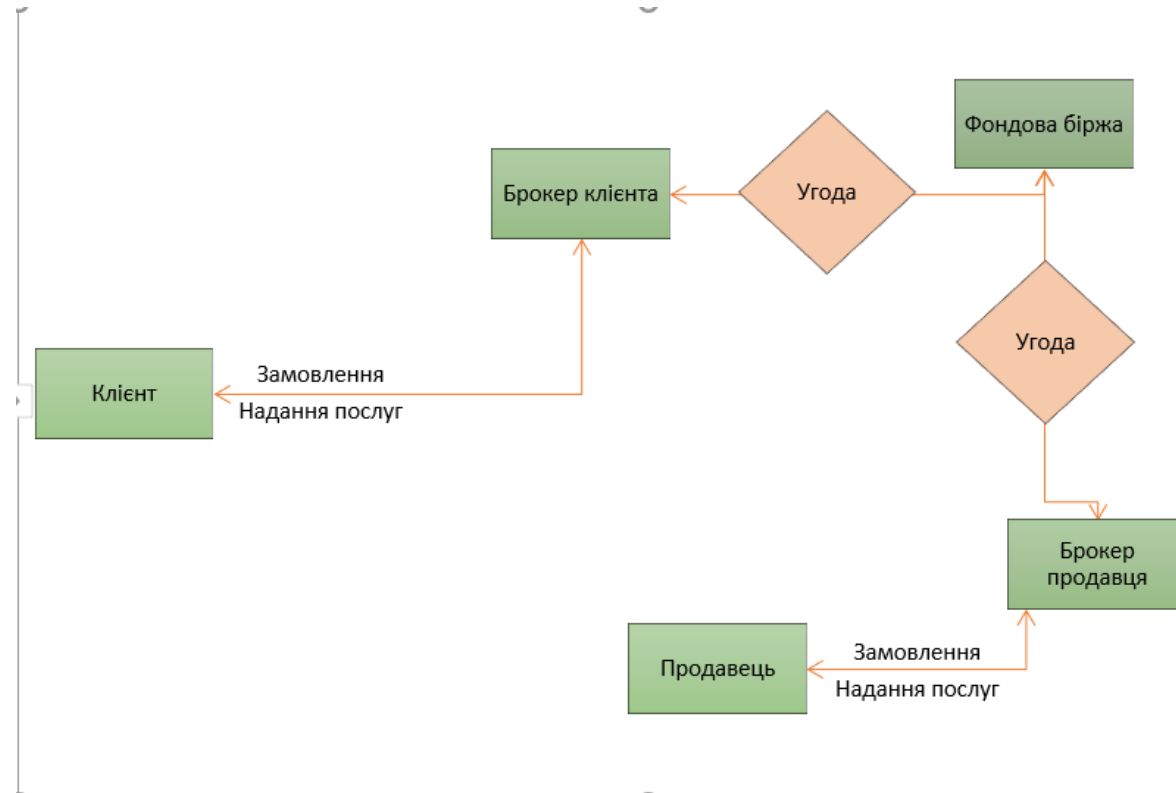 Фондова біржа
Брокер клієнта
Угода
Угода
Клієнт
Замовлення
Надання послуг
Брокер
продавця
Продавець
Замовлення
Надання послуг